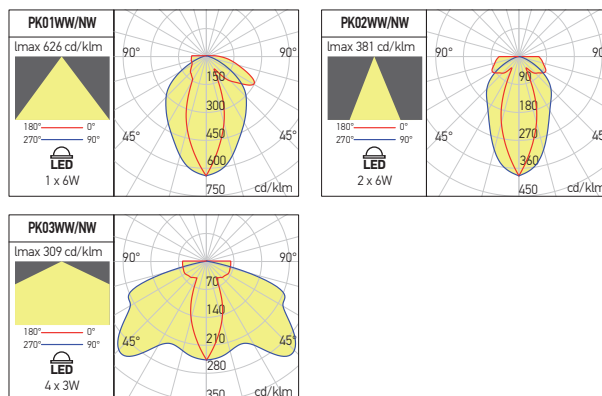 PK01WW/NW
lmax 626 cd/klm
180° 0°
270° 90°
LED
1 x 6W
90° 90°
150
300
45° 450 45°
600
750 cd/klm
PK02WW/NW
lmax 381 cd/klm
180° 0°
270° 90°
LED
2 x 6W
90° 90°
90
180
45° 270 45°
360
450 cd/klm
PK03WW/NW
lmax 309 cd/klm
180° 0°
270° 90°
LED
4 x 3W
90° 90°
70
140
45° 210 45°
280
350 cd/klm